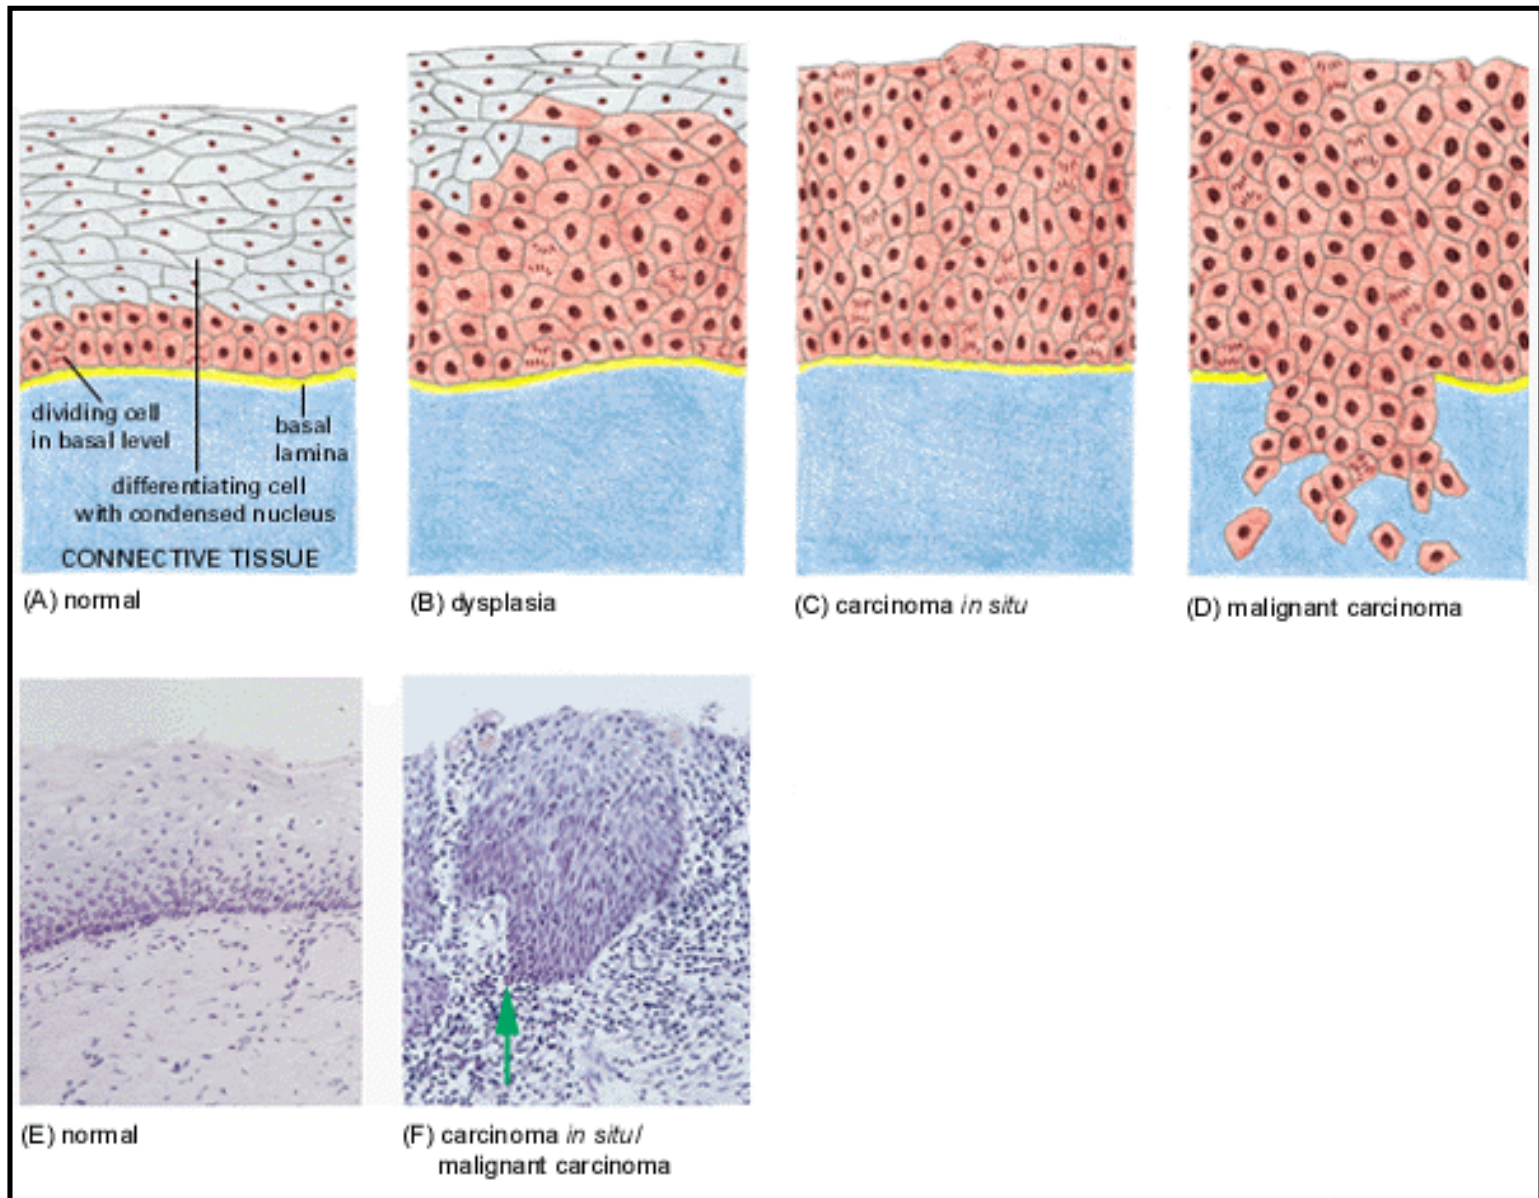 dividing cell
in basal level
basal
lamina
differentiating cell
with condensed nucleus
CONNECTIVE TISSUE
(A) normal
(B) dysplasia
(C) carcinoma in situ
(D) malignant carcinoma
(E) normal
(F) carcinoma in situ/
malignant carcinoma